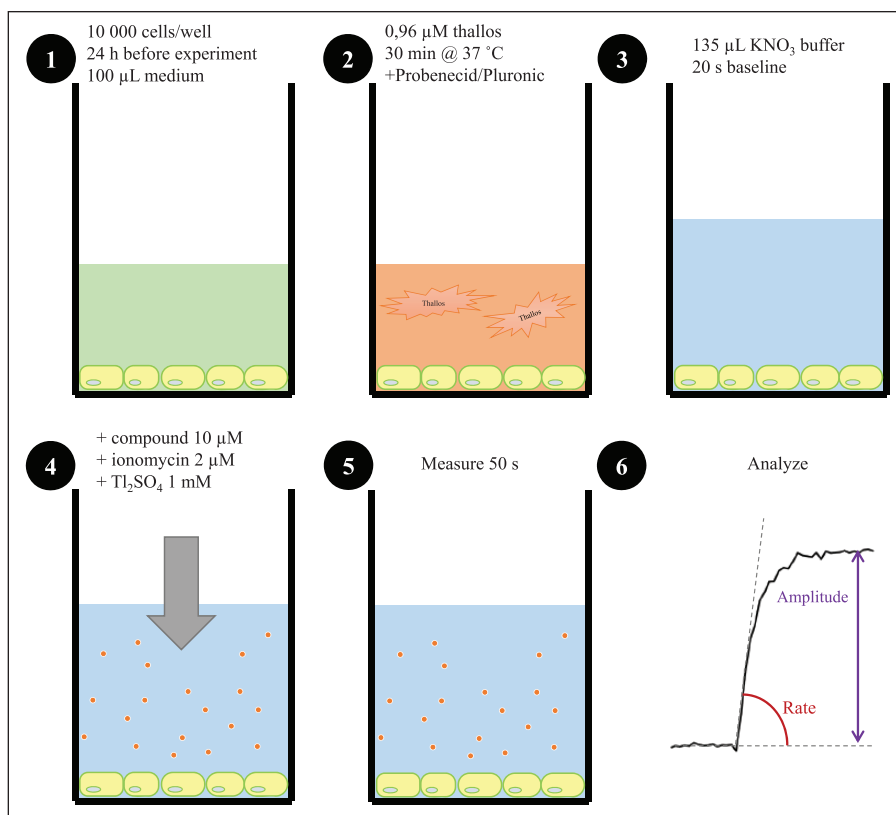 1
10 000 cells/well
24 h before experiment
100 µL medium
2
0,96 µM thallos
30 min @ 37 ˚C
+Probenecid/Pluronic
Thallos
Thallos
3
135 µL KNO₃ buffer
20 s baseline
4
+ compound 10 µM
+ ionomycin 2 µM
+ Tl₂SO₄ 1 mM
5
Measure 50 s
6
Analyze
Amplitude
Rate